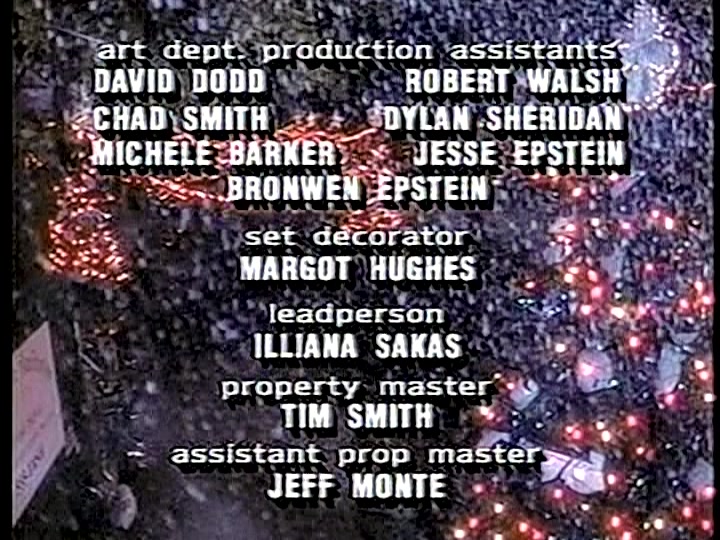 art dept. production assistants
DAVID DODD ROBERT WALSH
CHAD SMITH DYLAN SHERIDAN
MICHELE BARKER JESSE EPSTEIN
BRONWEN EPSTEIN
set decorator
MARGOT HUGHES
leadperson
ILLIANA SAKAS
property master
TIM SMITH
assistant prop master
JEFF MONTE